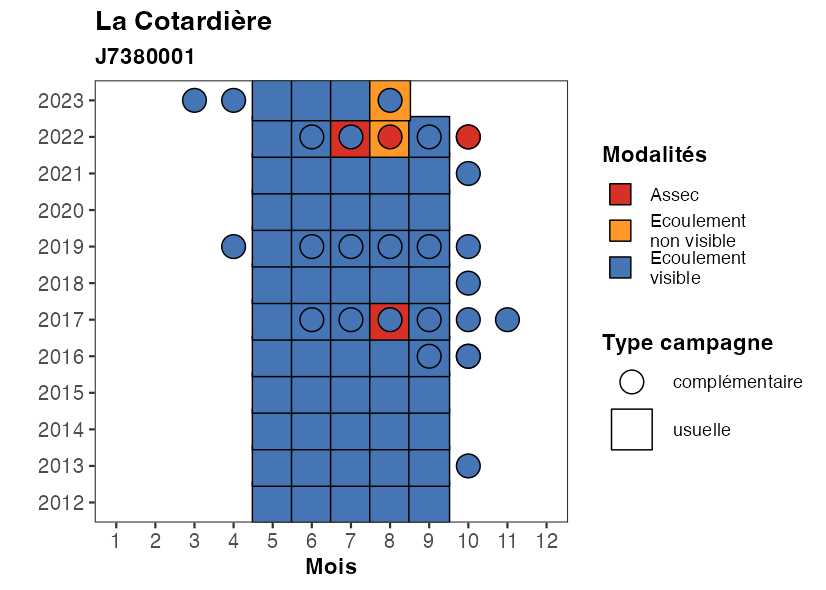 La Cotardière
J7380001
2023
2022
2021
2020
2019
2018
2017
2016
2015
2014
2013
2012
1 2 3 4 5 6 7 8 9 10 11 12
Mois
Modalités
Assec
Ecoulement
non visible
Ecoulement
visible
Type campagne
complémentaire
usuelle